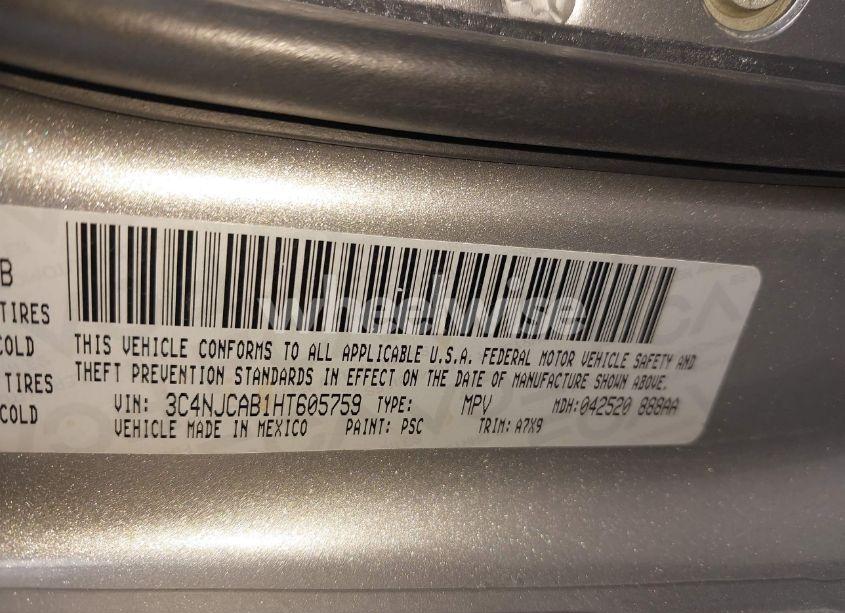 B
TIRES
COLD
TIRES
COLD
wheelwise
THIS VEHICLE CONFORMS TO ALL APPLICABLE U.S.A. FEDERAL MOTOR VEHICLE SAFETY AND
THEFT PREVENTION STANDARDS IN EFFECT ON THE DATE OF MANUFACTURE SHOWN ABOVE.
VIN: 3C4NJCAB1HT605759 TYPE: MPV MDH:042520 888AA
VEHICLE MADE IN MEXICO PAINT: PSC TRIM: A7X9